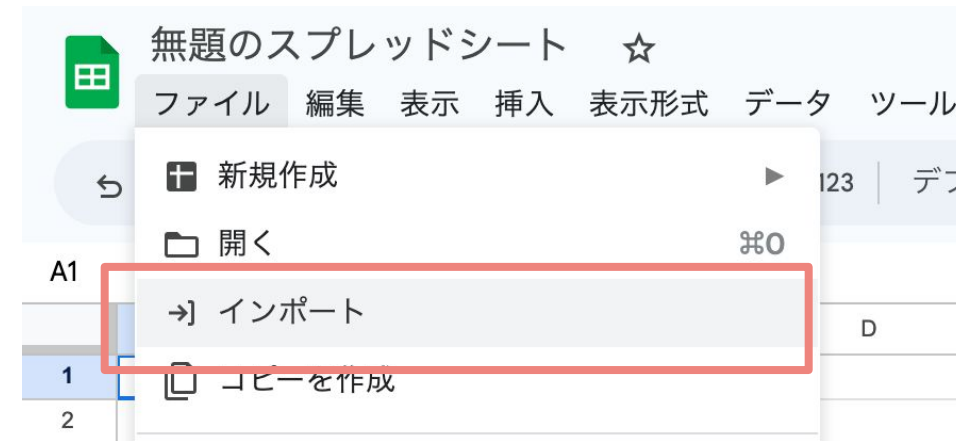 無題のスプレッドシート
ファイル 編集 表示 挿入 表示形式 データ ツール
新規作成 ▶ 123
開く ⌘O
A1
インポート
D
1 コピーを作成
2